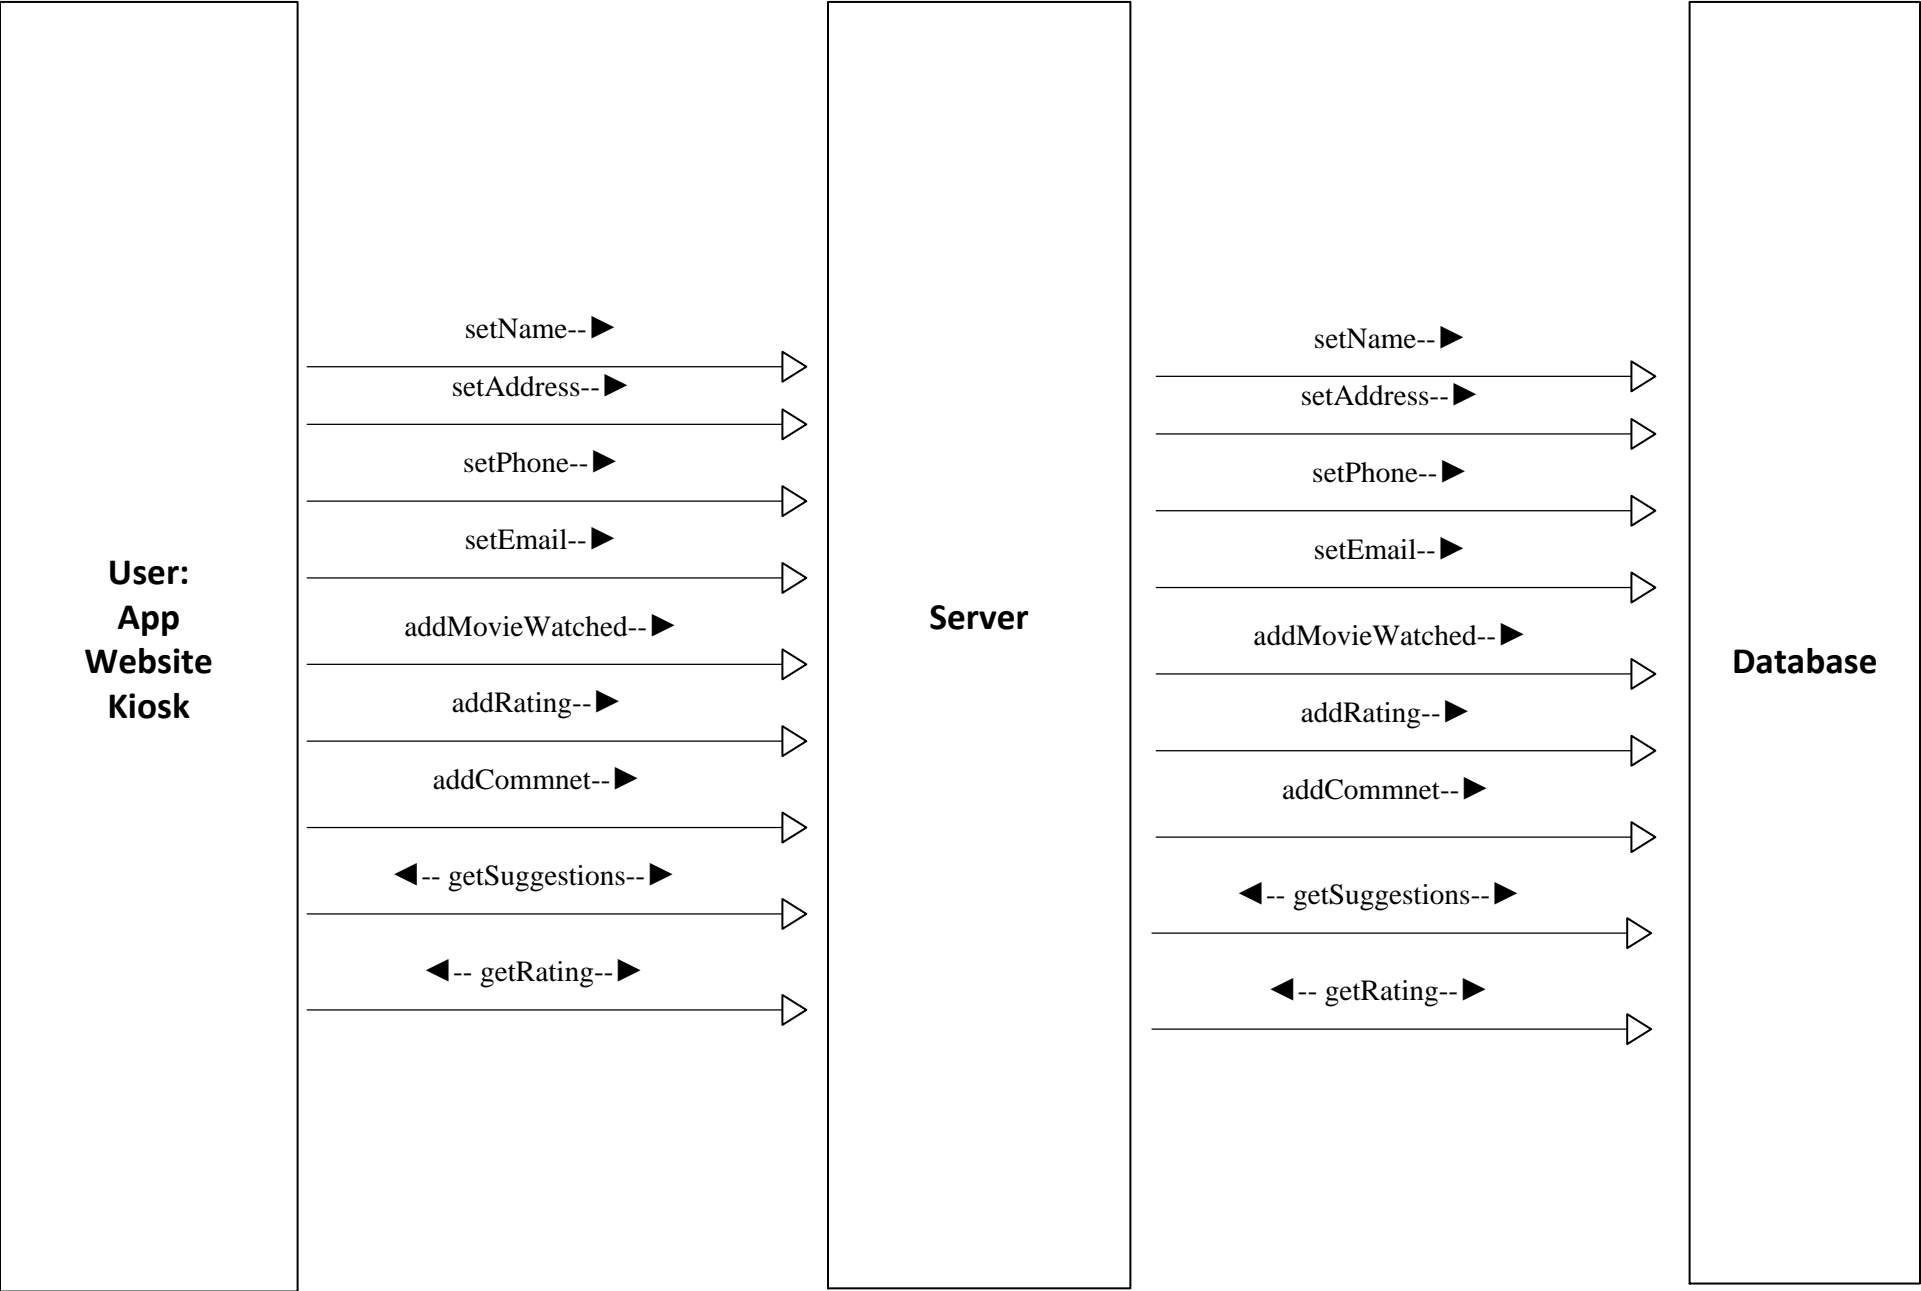 User:
App
Website
Kiosk
setName--►
setAddress--►
setPhone--►
setEmail--►
addMovieWatched--►
addRating--►
addCommnet--►
◄-- getSuggestions--►
◄-- getRating--►
Server
setName--►
setAddress--►
setPhone--►
setEmail--►
addMovieWatched--►
addRating--►
addCommnet--►
◄-- getSuggestions--►
◄-- getRating--►
Database